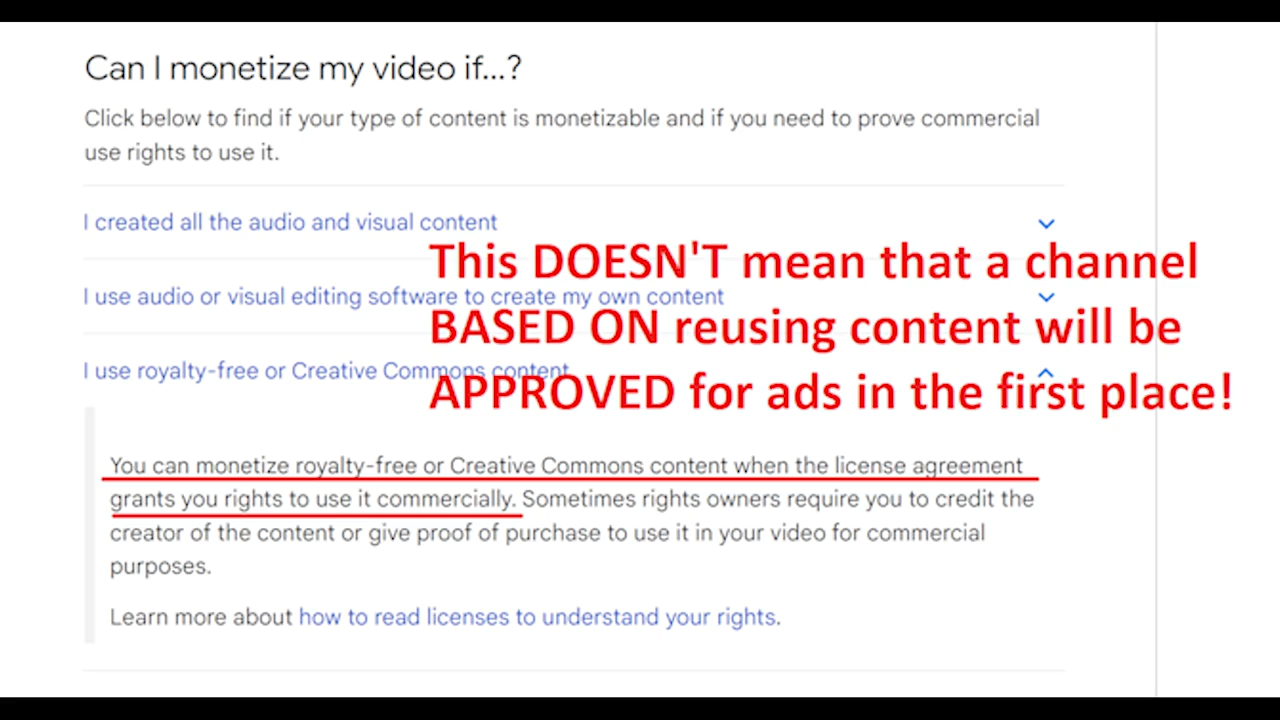 Can I monetize my video if...?
Click below to find if your type of content is monetizable and if you need to prove commercial
use rights to use it.
I created all the audio and visual content
This DOESN'T mean that a channel
I use audio or visual editing software to create my own content
BASED ON reusing content will be
I use royalty-free or Creative Commons content
APPROVED for ads in the first place!
You can monetize royalty-free or Creative Commons content when the license agreement
grants you rights to use it commercially. Sometimes rights owners require you to credit the
creator of the content or give proof of purchase to use it in your video for commercial
purposes.
Learn more about how to read licenses to understand your rights.